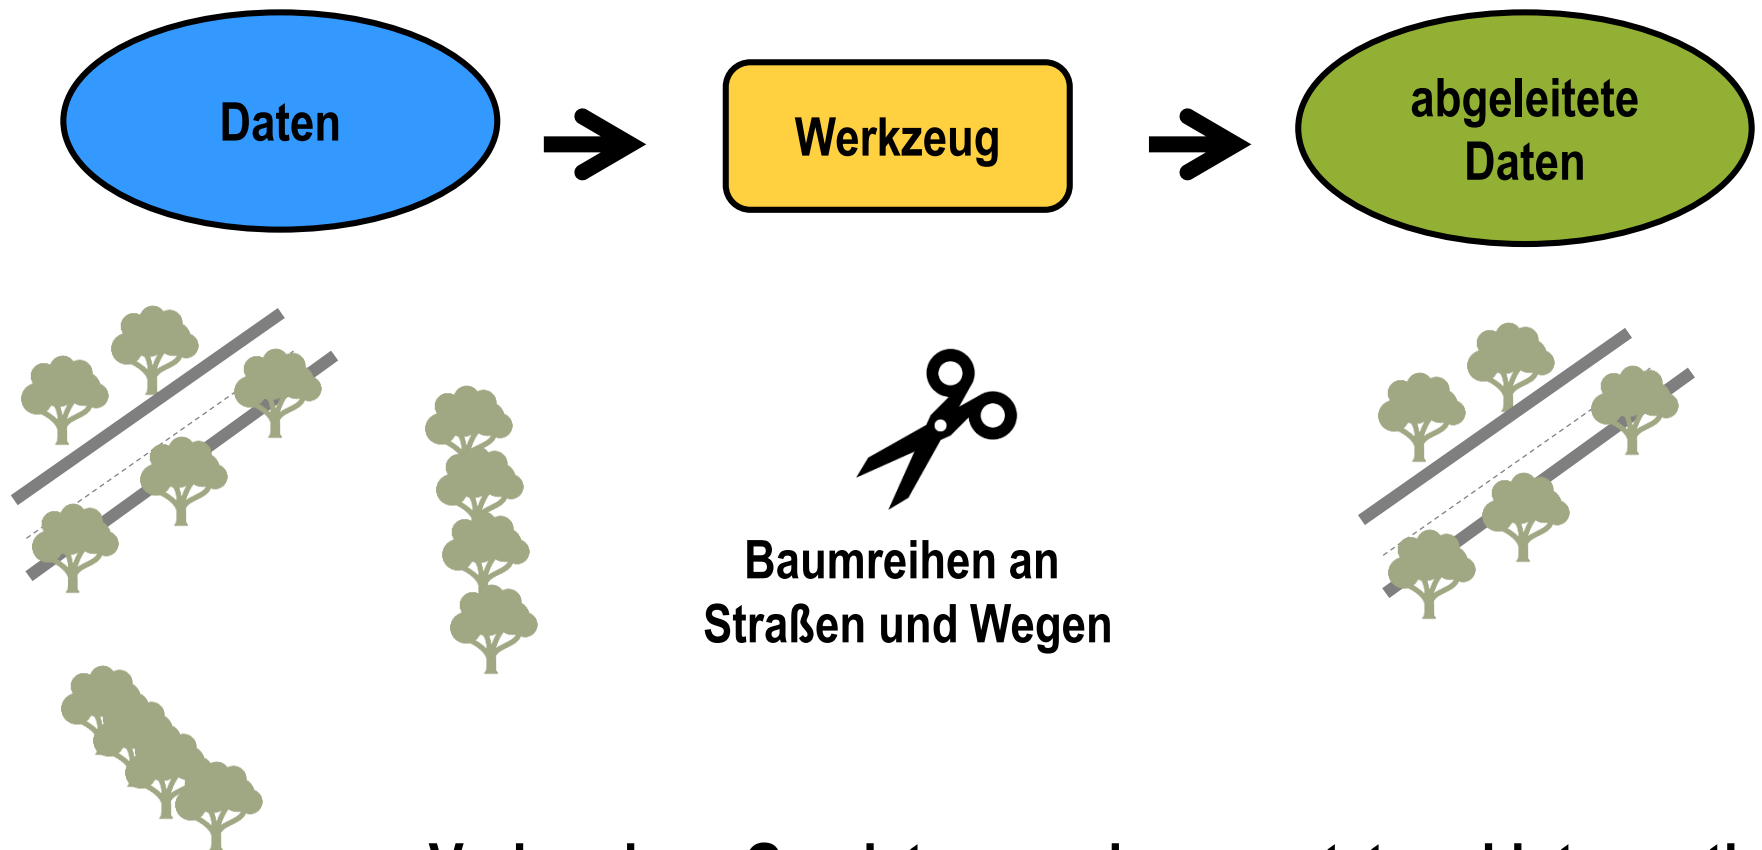 Daten
Werkzeug
abgeleitete
Daten
Baumreihen an
Straßen und Wegen